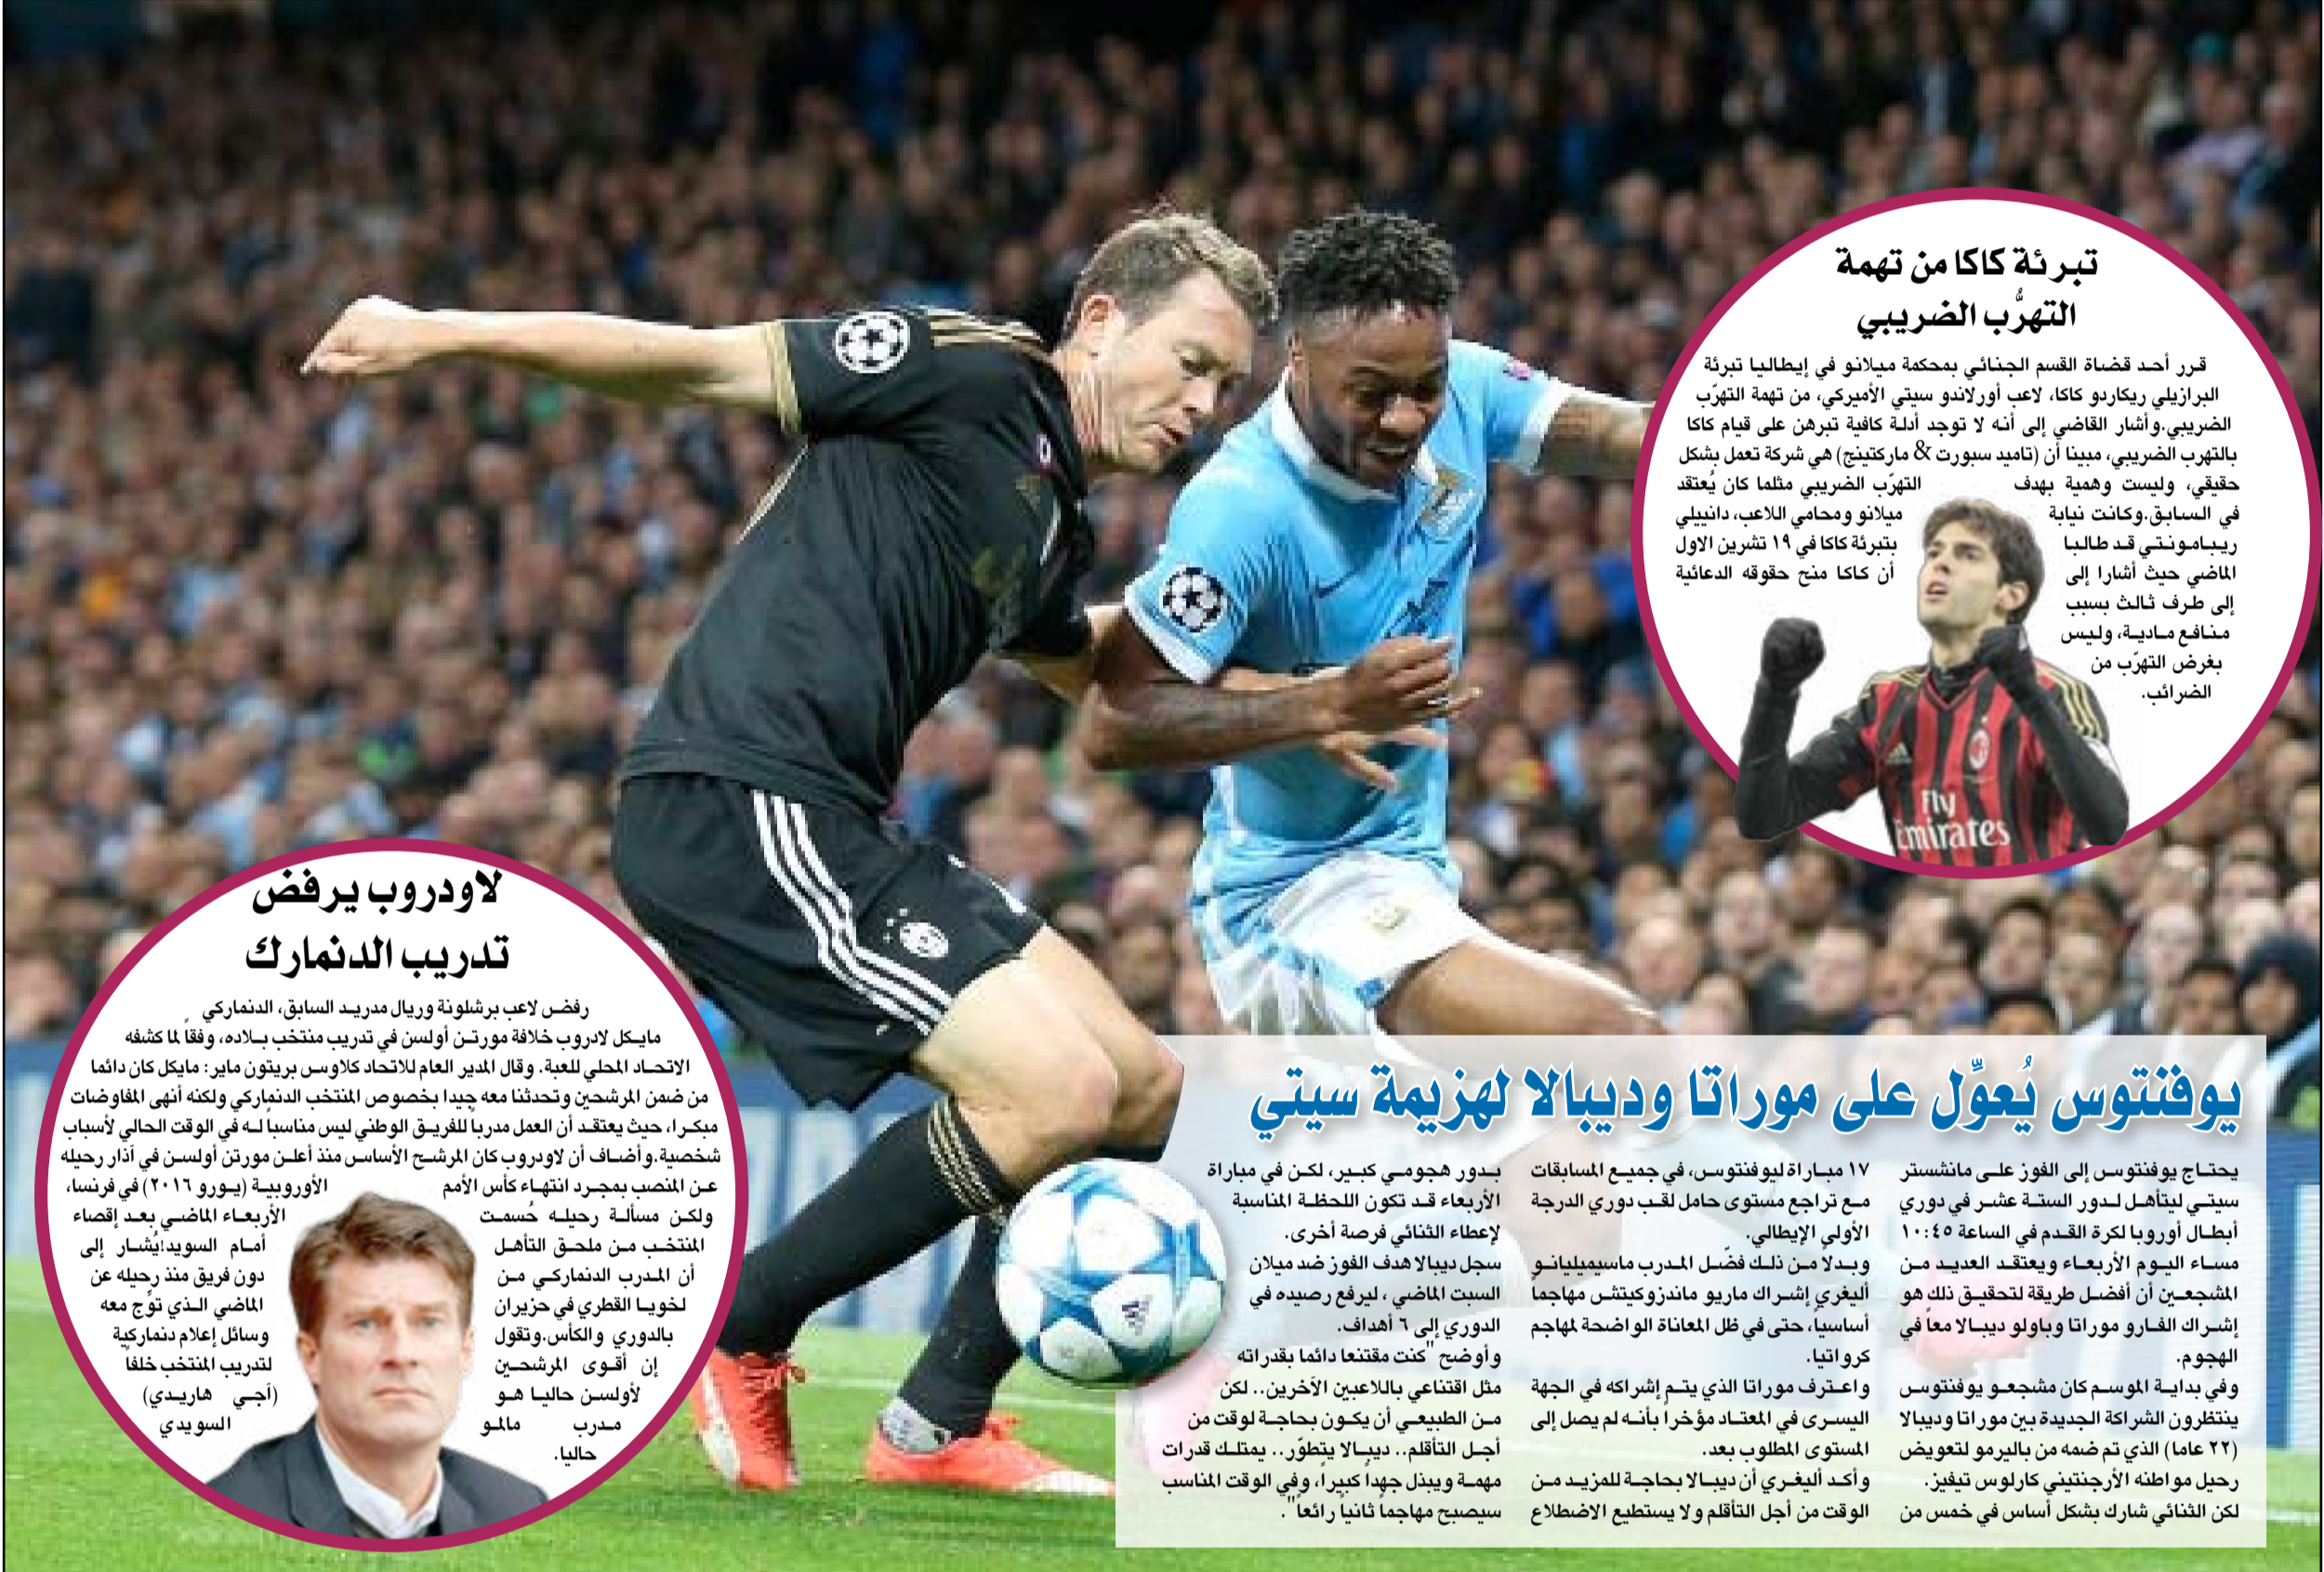 تبرئة كاكا من تهمة
التهرُّب الضريبي
قرر أحد قضاة القسم الجنائي بمحكمة ميلانو في إيطاليا تبرئة
البرازيلي ريكاردو كاكا، لاعب أورلاندو سيتي الأميركي، من تهمة التهرّب
الضريبي.وأشار القاضي إلى أنه لا توجد أدلة كافية تبرهن على قيام كاكا
بالتهرب الضريبي، مبينا أن (تاميد سبورت & ماركتينج) هي شركة تعمل بشكل
حقيقي، وليست وهمية بهدف التهرّب الضريبي مثلما كان يُعتقد
في السابق.وكانت نيابة ميلانو ومحامي اللاعب، دانييلي
ريبامونتي قد طالبا بتبرئة كاكا في ١٩ تشرين الاول
الماضي حيث أشارا إلى أن كاكا منح حقوقه الدعائية
إلى طرف ثالث بسبب
منافع مادية، وليس
بغرض التهرّب من
الضرائب.
Fly
Emirates
لاودروب يرفض
تدريب الدنمارك
رفض لاعب برشلونة وريال مدريد السابق، الدنماركي
مايكل لادروب خلافة مورتن أولسن في تدريب منتخب بلاده، وفقاً لما كشفه
الاتحاد المحلي للعبة. وقال المدير العام للاتحاد كلاوس بريتون ماير: مايكل كان دائما
من ضمن المرشحين وتحدثنا معه جيدا بخصوص المنتخب الدنماركي ولكنه أنهى المفاوضات
مبكرا، حيث يعتقد أن العمل مدرباً للفريق الوطني ليس مناسباً له في الوقت الحالي لأسباب
شخصية.وأضاف أن لاودروب كان المرشح الأساس منذ أعلن مورتن أولسن في آذار رحيله
عن المنصب بمجرد انتهاء كأس الأمم الأوروبية (يورو ٢٠١٦) في فرنسا،
ولكن مسألة رحيله حُسمت الأربعاء الماضي بعد إقصاء
المنتخب من ملحق التأهل أمام السويد!يُشار إلى
أن المدرب الدنماركي من دون فريق منذ رحيله عن
لخويا القطري في حزيران الماضي الذي توّج معه
بالدوري والكأس.وتقول وسائل إعلام دنماركية
إن أقوى المرشحين لتدريب المنتخب خلفاً
لأولسن حاليا هو (آجي هاريدي)
مدرب مالمو السويدي
حاليا.
يوفنتوس يُعوِّل على موراتا وديبالا لهزيمة سيتي
يحتاج يوفنتوس إلى الفوز على مانشستر
سيتي ليتأهل لدور الستة عشر في دوري
أبطال أوروبا لكرة القدم في الساعة ١٠:٤٥
مساء اليوم الأربعاء ويعتقد العديد من
المشجعين أن أفضل طريقة لتحقيق ذلك هو
إشراك الفارو موراتا وباولو ديبالا معاً في
الهجوم.
وفي بداية الموسم كان مشجعو يوفنتوس
ينتظرون الشراكة الجديدة بين موراتا وديبالا
(٢٢ عاما) الذي تم ضمه من باليرمو لتعويض
رحيل مواطنه الأرجنتيني كارلوس تيفيز.
لكن الثنائي شارك بشكل أساس في خمس من
١٧ مباراة ليوفنتوس، في جميع المسابقات
مع تراجع مستوى حامل لقب دوري الدرجة
الأولى الإيطالي.
وبدلاً من ذلك فضّل المدرب ماسيميليانو
أليغري إشراك ماريو ماندزوكيتش مهاجماً
أساسياً، حتى في ظل المعاناة الواضحة لمهاجم
كرواتيا.
واعترف موراتا الذي يتم إشراكه في الجهة
اليسرى في المعتاد مؤخراً بأنه لم يصل إلى
المستوى المطلوب بعد.
وأكد أليغري أن ديبالا بحاجة للمزيد من
الوقت من أجل التأقلم ولا يستطيع الاضطلاع
بدور هجومي كبير، لكن في مباراة
الأربعاء قد تكون اللحظة المناسبة
لإعطاء الثنائي فرصة أخرى.
سجل ديبالا هدف الفوز ضد ميلان
السبت الماضي ، ليرفع رصيده في
الدوري إلى ٦ أهداف.
وأوضح "كنت مقتنعا دائما بقدراته
مثل اقتناعي باللاعبين الآخرين.. لكن
من الطبيعي أن يكون بحاجة لوقت من
أجل التأقلم.. ديبالا يتطوّر.. يمتلك قدرات
مهمة ويبذل جهداً كبيراً، وفي الوقت المناسب
سيصبح مهاجماً ثانياً رائعاً".